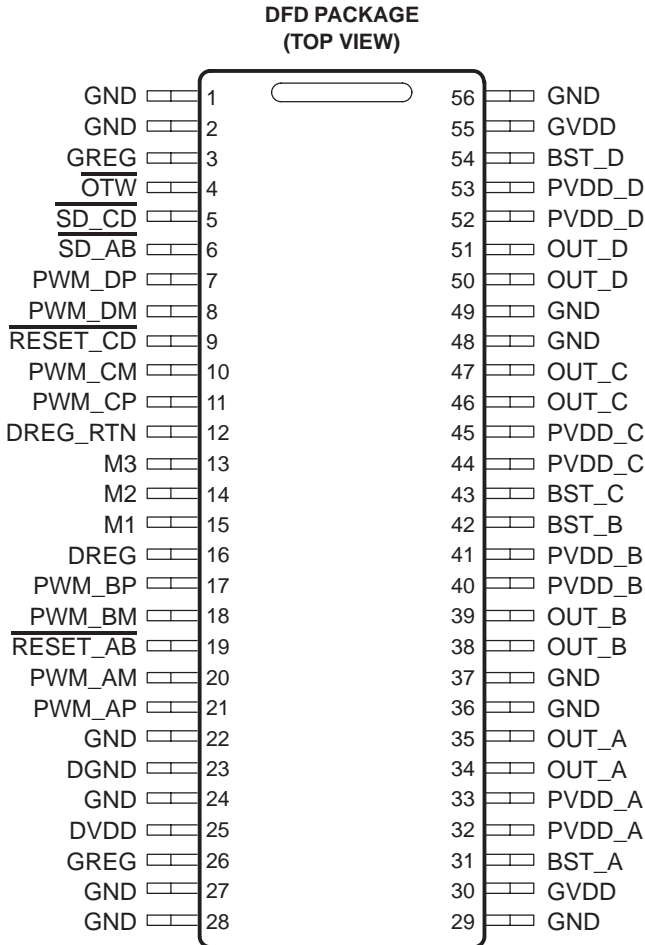 DFD PACKAGE
(TOP VIEW)
GND 1 56 GND
GND 2 55 GVDD
GREG 3 54 BST_D
OTW 4 53 PVDD_D
SD_CD 5 52 PVDD_D
SD_AB 6 51 OUT_D
PWM_DP 7 50 OUT_D
PWM_DM 8 49 GND
RESET_CD 9 48 GND
PWM_CM 10 47 OUT_C
PWM_CP 11 46 OUT_C
DREG_RTN 12 45 PVDD_C
M3 13 44 PVDD_C
M2 14 43 BST_C
M1 15 42 BST_B
DREG 16 41 PVDD_B
PWM_BP 17 40 PVDD_B
PWM_BM 18 39 OUT_B
RESET_AB 19 38 OUT_B
PWM_AM 20 37 GND
PWM_AP 21 36 GND
GND 22 35 OUT_A
DGND 23 34 OUT_A
GND 24 33 PVDD_A
DVDD 25 32 PVDD_A
GREG 26 31 BST_A
GND 27 30 GVDD
GND 28 29 GND